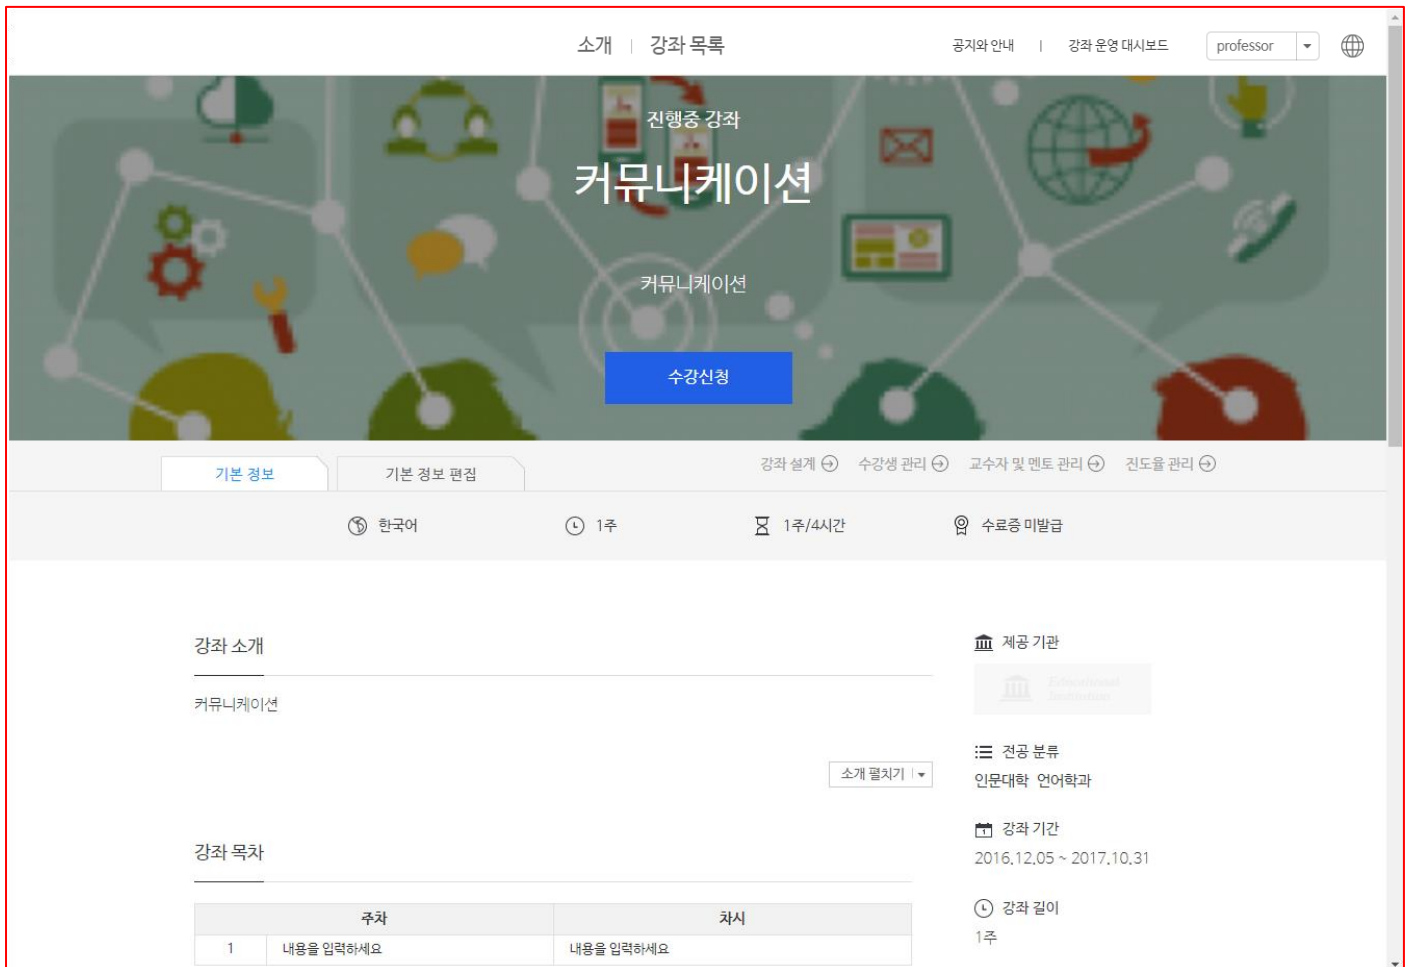 소개 | 강좌 목록
공지와 안내 | 강좌 운영 대시보드
professor
진행중 강좌
커뮤니케이션
커뮤니케이션
수강신청
기본 정보
기본 정보 편집
강좌 설계
수강생 관리
교수자 및 멘토 관리
진도율 관리
한국어
1주
1주/4시간
수료증 미발급
강좌 소개
커뮤니케이션
소개 펼치기
강좌 목차
주차 차시
1 내용을 입력하세요 내용을 입력하세요
제공 기관
Educational
Institution
전공 분류
인문대학 언어학과
강좌 기간
2016.12.05 ~ 2017.10.31
강좌 길이
1주